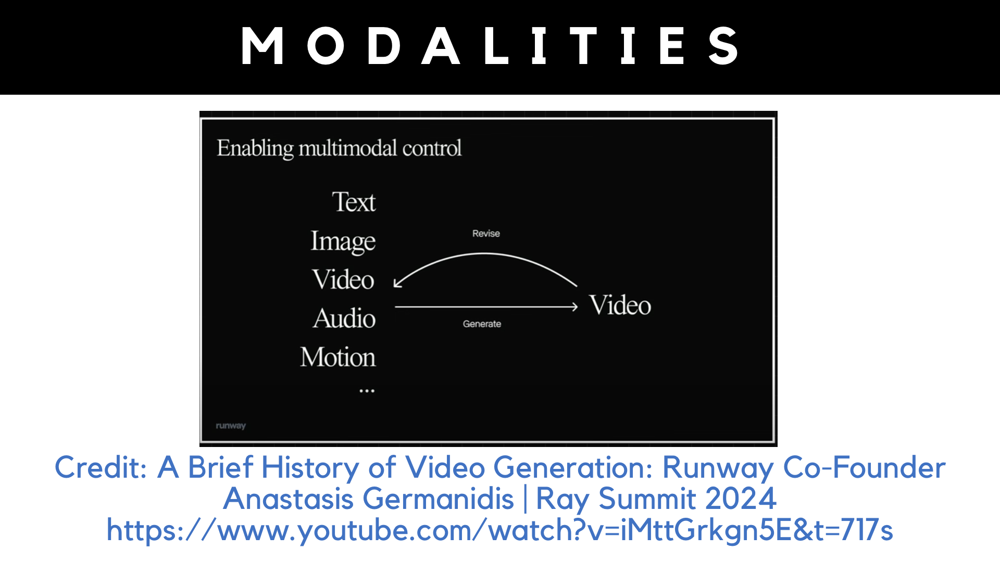 MODALITIES
Enabling multimodal control
Text
Image
Video
Audio
Motion
...
Revise
Generate
Video
runway
Credit: A Brief History of Video Generation: Runway Co-Founder
Anastasis Germanidis | Ray Summit 2024
https://www.youtube.com/watch?v=iMttGrkgn5E&t=717s